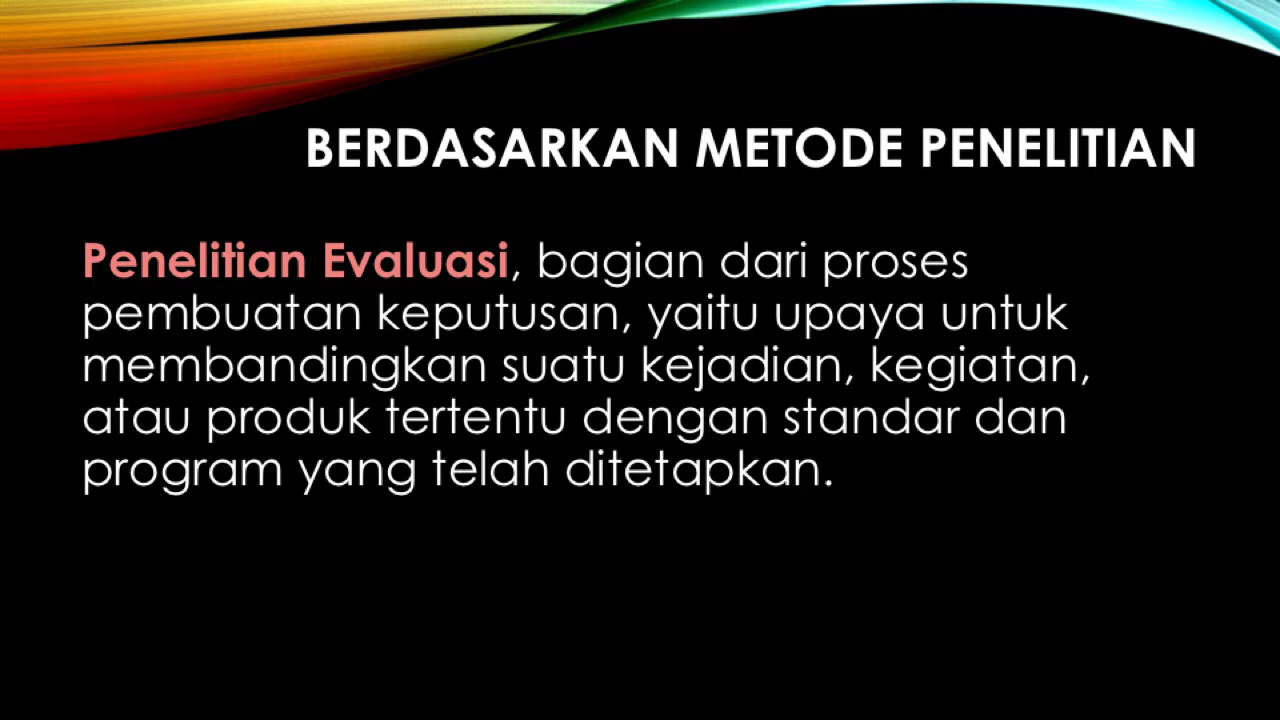 BERDASARKAN METODE PENELITIAN
Penelitian Evaluasi, bagian dari proses
pembuatan keputusan, yaitu upaya untuk
membandingkan suatu kejadian, kegiatan,
atau produk tertentu dengan standar dan
program yang telah ditetapkan.